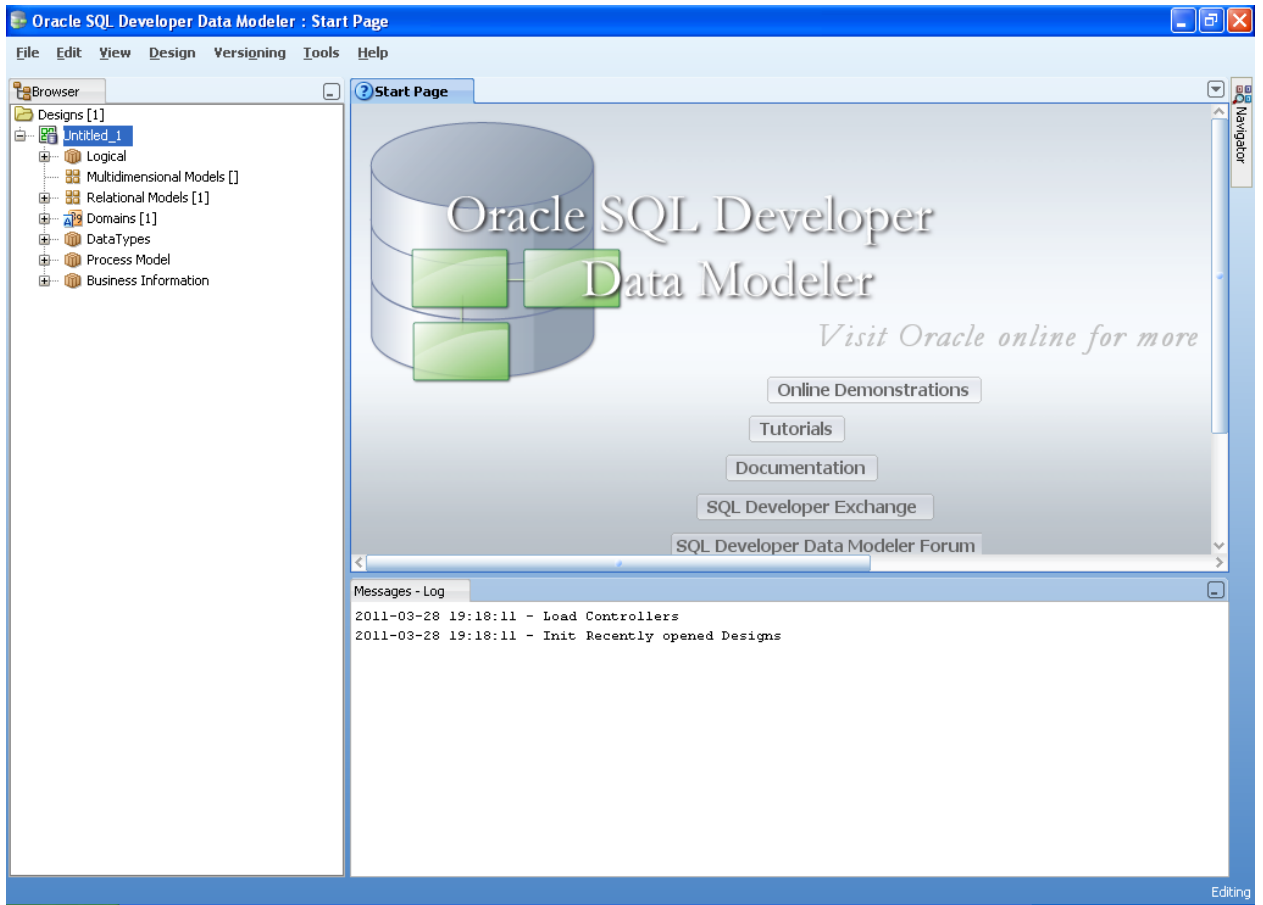 Oracle SQL Developer Data Modeler : Start Page
File Edit View Design Versioning Tools Help
Browser
Designs [1]
Untitled_1
Logical
Multidimensional Models []
Relational Models [1]
Domains [1]
DataTypes
Process Model
Business Information
Start Page
Oracle SQL Developer
Data Modeler
Visit Oracle online for more
Online Demonstrations
Tutorials
Documentation
SQL Developer Exchange
SQL Developer Data Modeler Forum
Navigator
Messages - Log
2011-03-28 19:18:11 - Load Controllers
2011-03-28 19:18:11 - Init Recently opened Designs
Editing